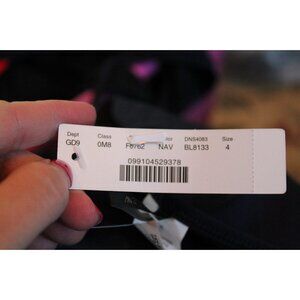 Dept Class DNS4083 Size
GD9 0M8 NAV BL8133 4
099104529378